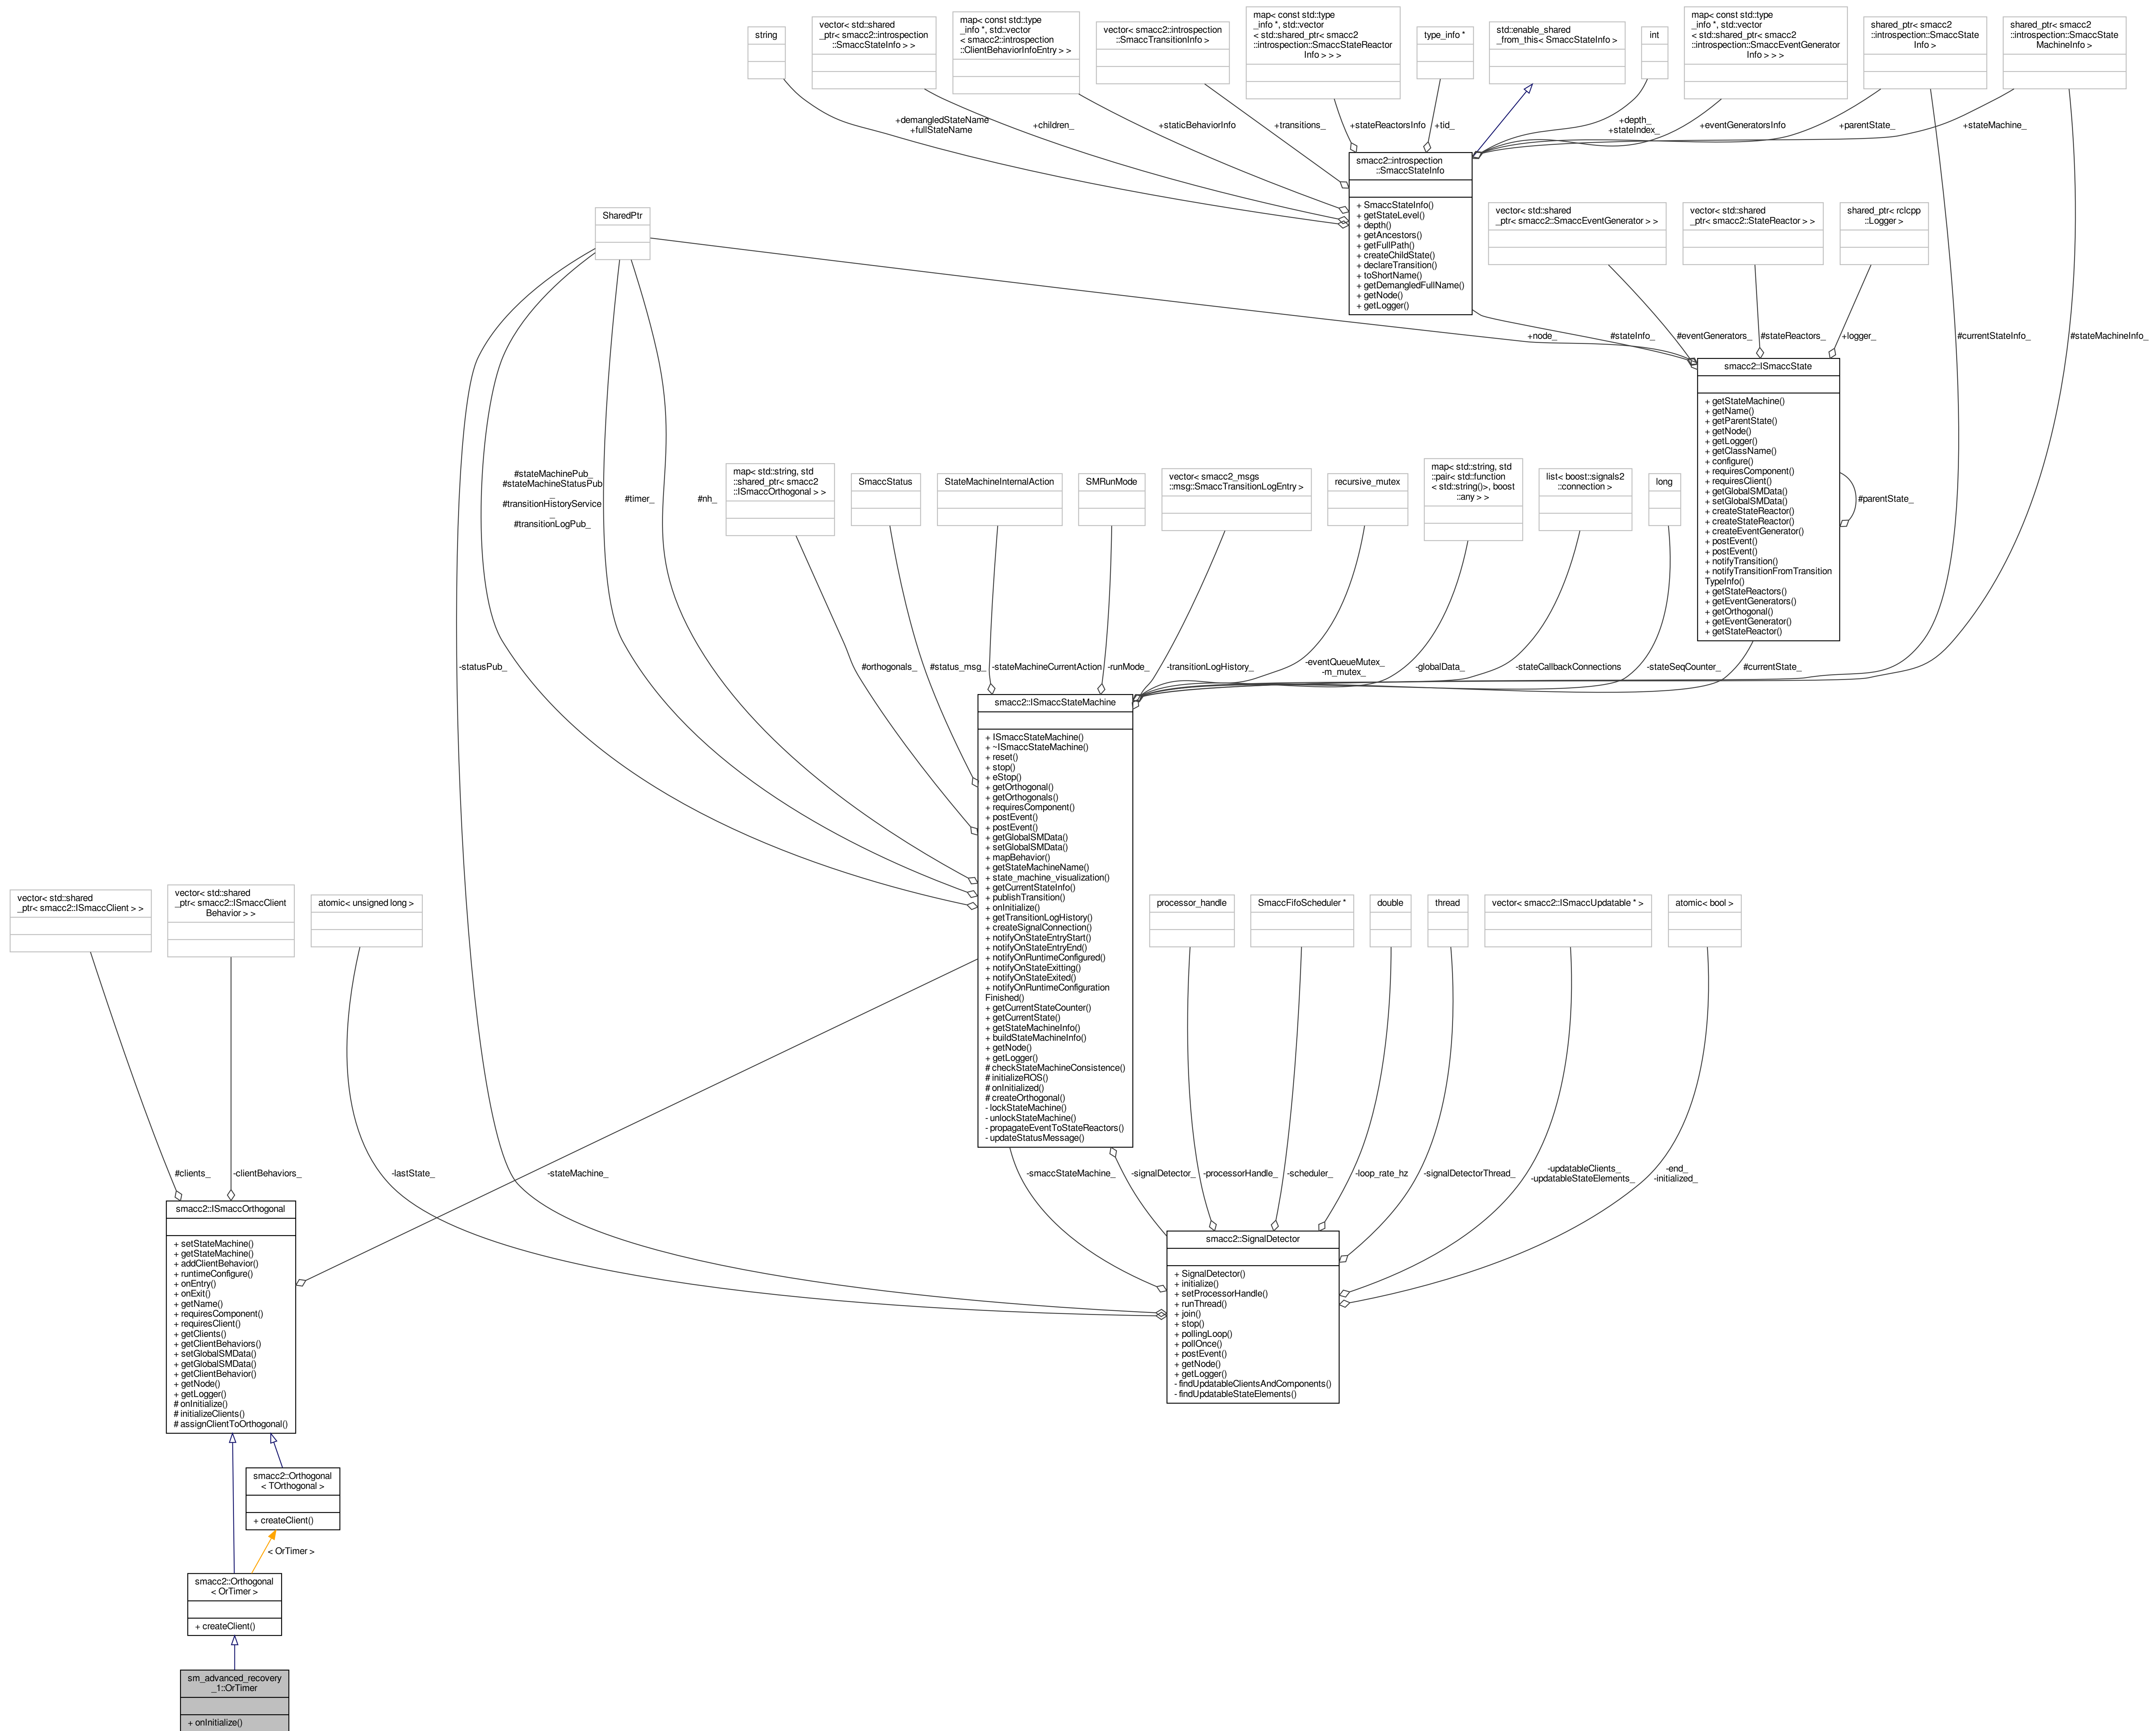 string
vector< std::shared
_ptr< smacc2::introspection
::SmaccStateInfo > >
map< const std::type
_info *, std::vector
< smacc2::introspection
::ClientBehaviorInfoEntry > >
vector< smacc2::introspection
::SmaccTransitionInfo >
map< const std::type
_info *, std::vector
< std::shared_ptr< smacc2
::introspection::SmaccStateReactor
Info > > >
type_info *
std::enable_shared
_from_this< SmaccStateInfo >
int
map< const std::type
_info *, std::vector
< std::shared_ptr< smacc2
::introspection::SmaccEventGenerator
Info > > >
shared_ptr< smacc2
::introspection::SmaccState
Info >
shared_ptr< smacc2
::introspection::SmaccState
MachineInfo >
+demangledStateName
+fullStateName
+children_
+staticBehaviorInfo
+transitions_
+stateReactorsInfo
+tid_
+depth_
+stateIndex_
+eventGeneratorsInfo
+parentState_
+stateMachine_
smacc2::introspection
::SmaccStateInfo
+ SmaccStateInfo()
+ getStateLevel()
+ depth()
+ getAncestors()
+ getFullPath()
+ createChildState()
+ declareTransition()
+ toShortName()
+ getDemangledFullName()
+ getNode()
+ getLogger()
SharedPtr
vector< std::shared
_ptr< smacc2::SmaccEventGenerator > >
vector< std::shared
_ptr< smacc2::StateReactor > >
shared_ptr< rclcpp
::Logger >
+node_
#stateInfo_
#eventGenerators_
#stateReactors_
+logger_
#currentStateInfo_
#stateMachineInfo_
smacc2::ISmaccState
+ getStateMachine()
+ getName()
+ getParentState()
+ getNode()
+ getLogger()
+ getClassName()
+ configure()
+ requiresComponent()
+ requiresClient()
+ getGlobalSMData()
+ setGlobalSMData()
+ createStateReactor()
+ createStateReactor()
+ createEventGenerator()
+ postEvent()
+ postEvent()
+ notifyTransition()
+ notifyTransitionFromTransition
TypeInfo()
+ getStateReactors()
+ getEventGenerators()
+ getOrthogonal()
+ getEventGenerator()
+ getStateReactor()
#parentState_
#stateMachinePub_
#stateMachineStatusPub
_
#transitionHistoryService
_
#transitionLogPub_
#timer_
#nh_
map< std::string, std
::shared_ptr< smacc2
::ISmaccOrthogonal > >
SmaccStatus
StateMachineInternalAction
SMRunMode
vector< smacc2_msgs
::msg::SmaccTransitionLogEntry >
recursive_mutex
map< std::string, std
::pair< std::function
< std::string()>, boost
::any > >
list< boost::signals2
::connection >
long
-statusPub_
#orthogonals_
#status_msg_
-stateMachineCurrentAction
-runMode_
-transitionLogHistory_
-eventQueueMutex_
-m_mutex_
-globalData_
-stateCallbackConnections
-stateSeqCounter_
#currentState_
smacc2::ISmaccStateMachine
+ ISmaccStateMachine()
+ ~ISmaccStateMachine()
+ reset()
+ stop()
+ eStop()
+ getOrthogonal()
+ getOrthogonals()
+ requiresComponent()
+ postEvent()
+ postEvent()
+ getGlobalSMData()
+ setGlobalSMData()
+ mapBehavior()
+ getStateMachineName()
+ state_machine_visualization()
+ getCurrentStateInfo()
+ publishTransition()
+ onInitialize()
+ getTransitionLogHistory()
+ createSignalConnection()
+ notifyOnStateEntryStart()
+ notifyOnStateEntryEnd()
+ notifyOnRuntimeConfigured()
+ notifyOnStateExitting()
+ notifyOnStateExited()
+ notifyOnRuntimeConfiguration
Finished()
+ getCurrentStateCounter()
+ getCurrentState()
+ getStateMachineInfo()
+ buildStateMachineInfo()
+ getNode()
+ getLogger()
# checkStateMachineConsistence()
# initializeROS()
# onInitialized()
# createOrthogonal()
- lockStateMachine()
- unlockStateMachine()
- propagateEventToStateReactors()
- updateStatusMessage()
vector< std::shared
_ptr< smacc2::ISmaccClient > >
vector< std::shared
_ptr< smacc2::ISmaccClient
Behavior > >
atomic< unsigned long >
processor_handle
SmaccFifoScheduler *
double
thread
vector< smacc2::ISmaccUpdatable * >
atomic< bool >
#clients_
-clientBehaviors_
-lastState_
-stateMachine_
-smaccStateMachine_
-signalDetector_
-processorHandle_
-scheduler_
-loop_rate_hz
-signalDetectorThread_
-updatableClients_
-updatableStateElements_
-end_
-initialized_
smacc2::ISmaccOrthogonal
+ setStateMachine()
+ getStateMachine()
+ addClientBehavior()
+ runtimeConfigure()
+ onEntry()
+ onExit()
+ getName()
+ requiresComponent()
+ requiresClient()
+ getClients()
+ getClientBehaviors()
+ setGlobalSMData()
+ getGlobalSMData()
+ getClientBehavior()
+ getNode()
+ getLogger()
# onInitialize()
# initializeClients()
# assignClientToOrthogonal()
smacc2::SignalDetector
+ SignalDetector()
+ initialize()
+ setProcessorHandle()
+ runThread()
+ join()
+ stop()
+ pollingLoop()
+ pollOnce()
+ postEvent()
+ getNode()
+ getLogger()
- findUpdatableClientsAndComponents()
- findUpdatableStateElements()
smacc2::Orthogonal
< TOrthogonal >
+ createClient()
< OrTimer >
smacc2::Orthogonal
< OrTimer >
+ createClient()
sm_advanced_recovery
_1::OrTimer
+ onInitialize()